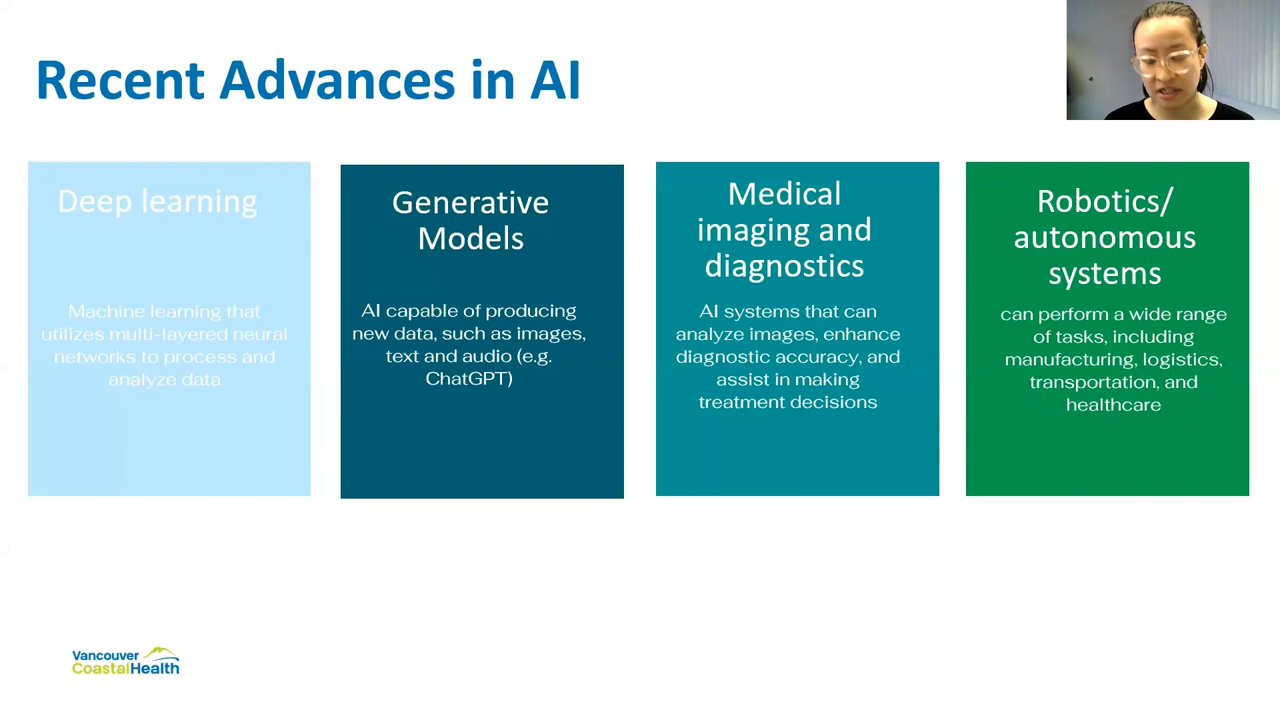 Recent Advances in AI
Deep learning
Machine learning that
utilizes multi-layered neural
networks to process and
analyze data
Generative
Models
AI capable of producing
new data, such as images,
text and audio (e.g.
ChatGPT)
Medical
imaging and
diagnostics
AI systems that can
analyze images, enhance
diagnostic accuracy, and
assist in making
treatment decisions
Robotics/
autonomous
systems
can perform a wide range
of tasks, including
manufacturing, logistics,
transportation, and
healthcare
Vancouver
CoastalHealth